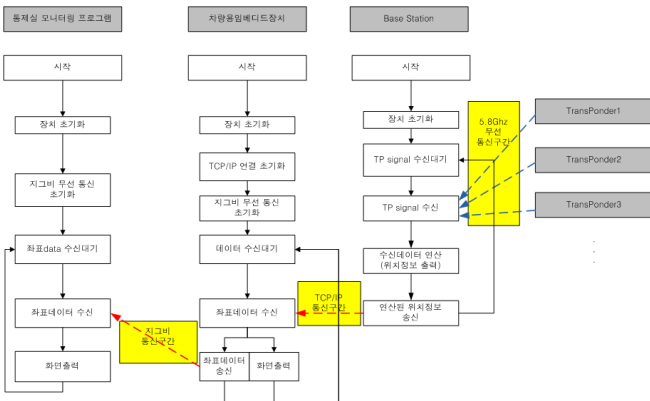 통제실 모니터링 프로그램
차량용임베디드장치
Base Station
시작
시작
시작
장치 초기화
장치 초기화
장치 초기화
5.8Ghz
무선
통신구간
TransPonder1
TCP/IP 연결 초기화
TP signal 수신대기
TransPonder2
지그비 무선 통신
초기화
지그비 무선 통신
초기화
TP signal 수신
TransPonder3
좌표data 수신대기
데이터 수신대기
수신데이터 연산
(위치정보 출력)
좌표데이터 수신
좌표데이터 수신
TCP/IP
통신구간
연산된 위치정보
송신
지그비
통신구간
화면출력
좌표데이터
송신
화면출력